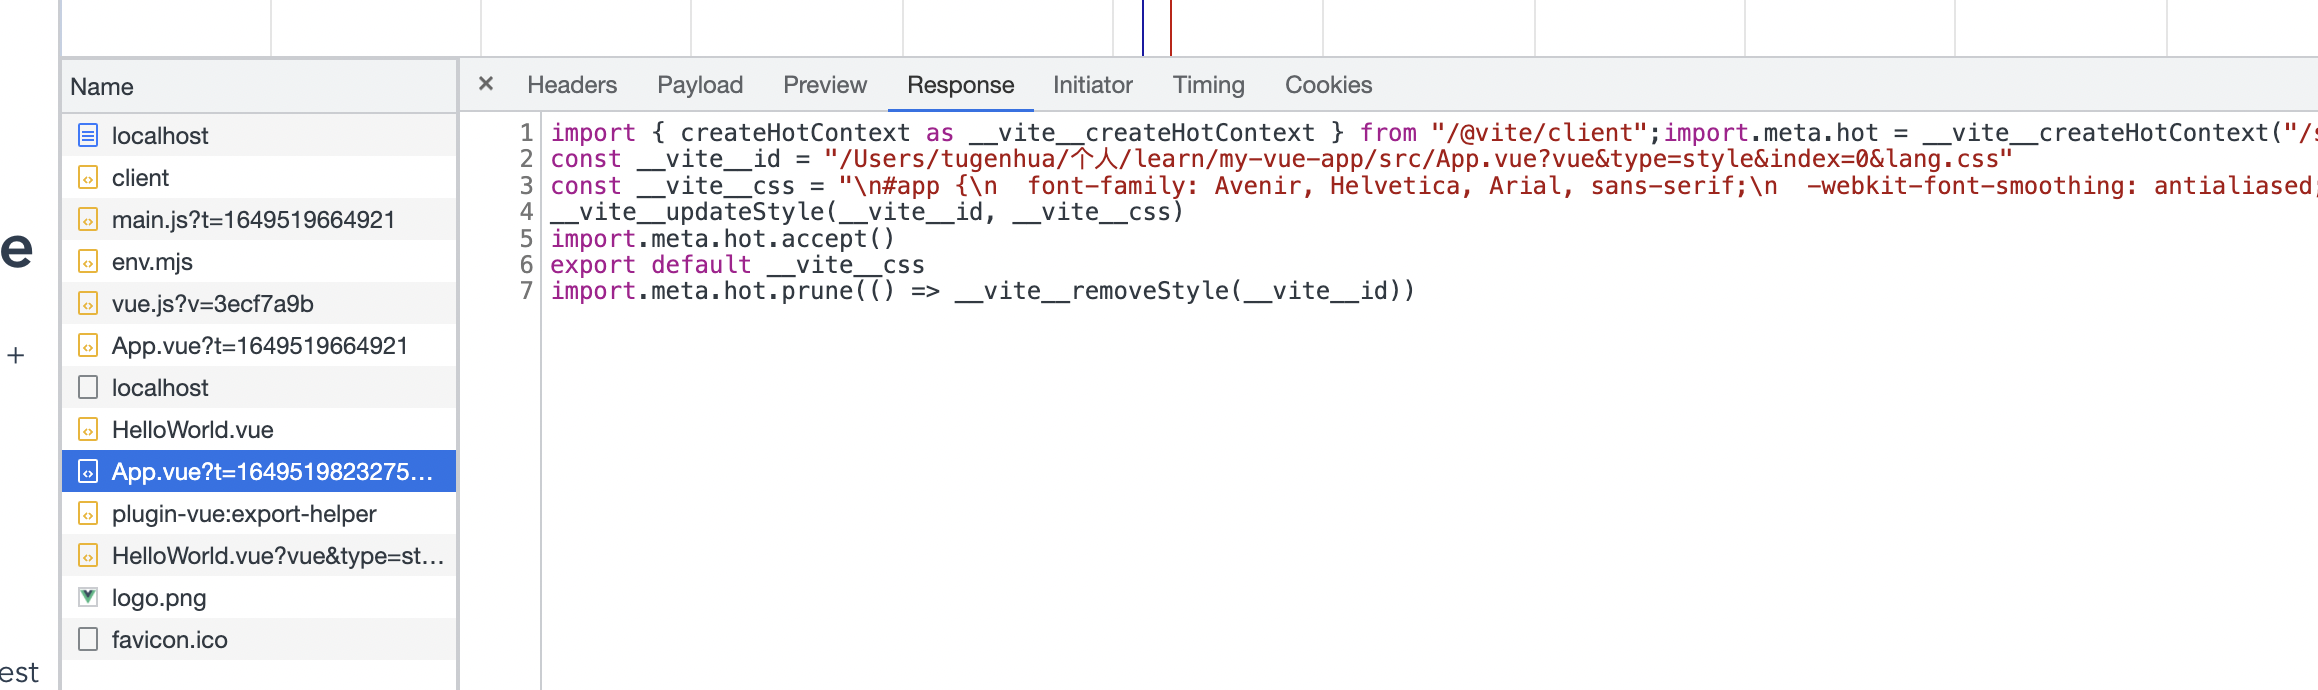 e
+
est
Name
localhost
client
main.js?t=1649519664921
env.mjs
vue.js?v=3ecf7a9b
App.vue?t=1649519664921
localhost
HelloWorld.vue
App.vue?t=1649519823275…
plugin-vue:export-helper
HelloWorld.vue?vue&type=st…
logo.png
favicon.ico
× Headers Payload Preview Response Initiator Timing Cookies
1 import { createHotContext as __vite__createHotContext } from "/@vite/client";import.meta.hot = __vite__createHotContext("/s
2 const __vite__id = "/Users/tugenhua/个人/learn/my-vue-app/src/App.vue?vue&type=style&index=0&lang.css"
3 const __vite__css = "\n#app {\n  font-family: Avenir, Helvetica, Arial, sans-serif;\n  -webkit-font-smoothing: antialiased;
4 __vite__updateStyle(__vite__id, __vite__css)
5 import.meta.hot.accept()
6 export default __vite__css
7 import.meta.hot.prune(() => __vite__removeStyle(__vite__id))